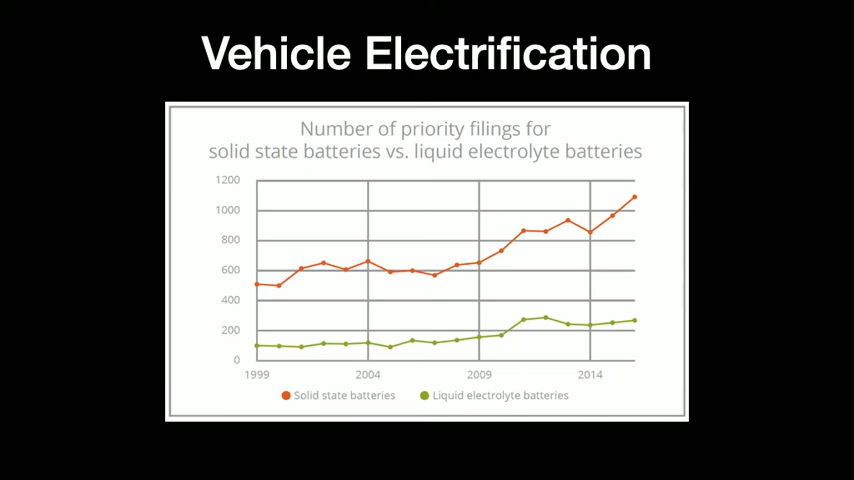 Vehicle Electrification
Number of priority filings for
solid state batteries vs. liquid electrolyte batteries
1200
1000
800
600
400
200
0
1999 2004 2009 2014
Solid state batteries Liquid electrolyte batteries